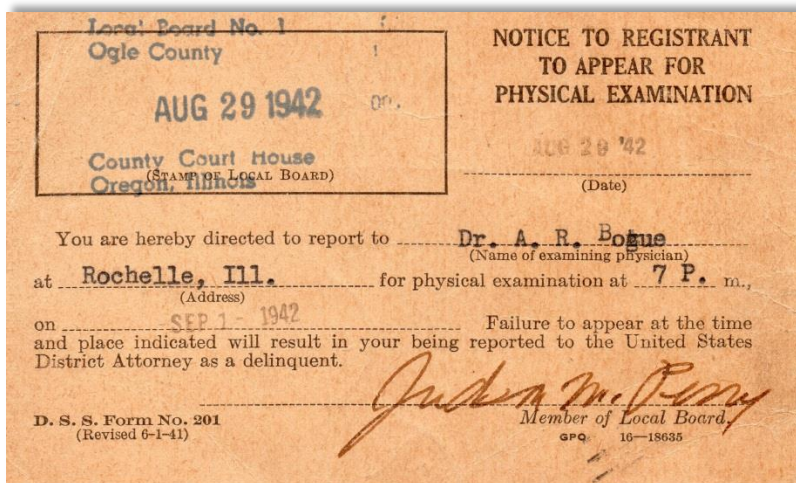 Local Board No. 1
Ogle County
AUG 29 1942
County Court House
Oregon, Illinois
(STAMP OF LOCAL BOARD)
NOTICE TO REGISTRANT
TO APPEAR FOR
PHYSICAL EXAMINATION
AUG 29 '42
(Date)
You are hereby directed to report to Dr. A. R. Bogue
(Name of examining physician)
at Rochelle, Ill. for physical examination at 7 P. m.,
(Address)
on SEP 1 - 1942 Failure to appear at the time
and place indicated will result in your being reported to the United States
District Attorney as a delinquent.
Judson M. Perry
D. S. S. Form No. 201
(Revised 6-1-41)
Member of Local Board.
GPO 16—18635